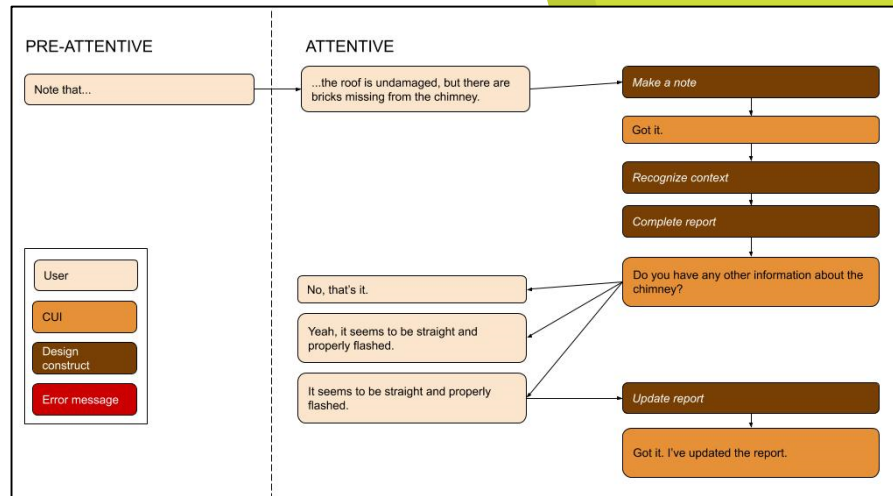 PRE-ATTENTIVE
ATTENTIVE
Note that...
...the roof is undamaged, but there are
bricks missing from the chimney.
Make a note
Got it.
Recognize context
Complete report
Do you have any other information about the
chimney?
No, that's it.
Yeah, it seems to be straight and
properly flashed.
It seems to be straight and properly
flashed.
Update report
Got it. I've updated the report.
User
CUI
Design
construct
Error message